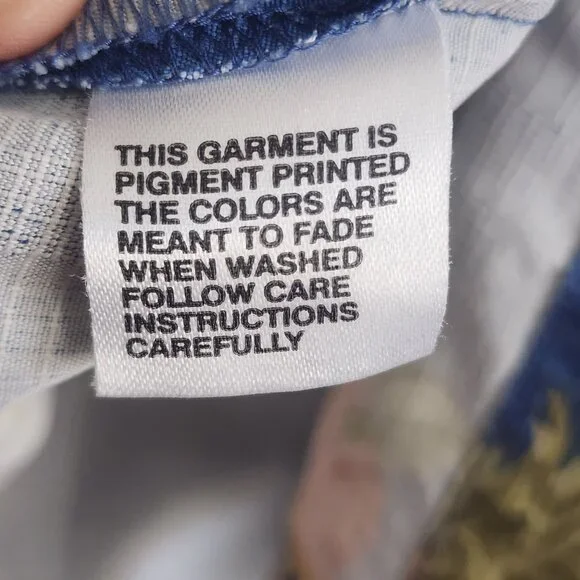 THIS GARMENT IS
PIGMENT PRINTED
THE COLORS ARE
MEANT TO FADE
WHEN WASHED
FOLLOW CARE
INSTRUCTIONS
CAREFULLY